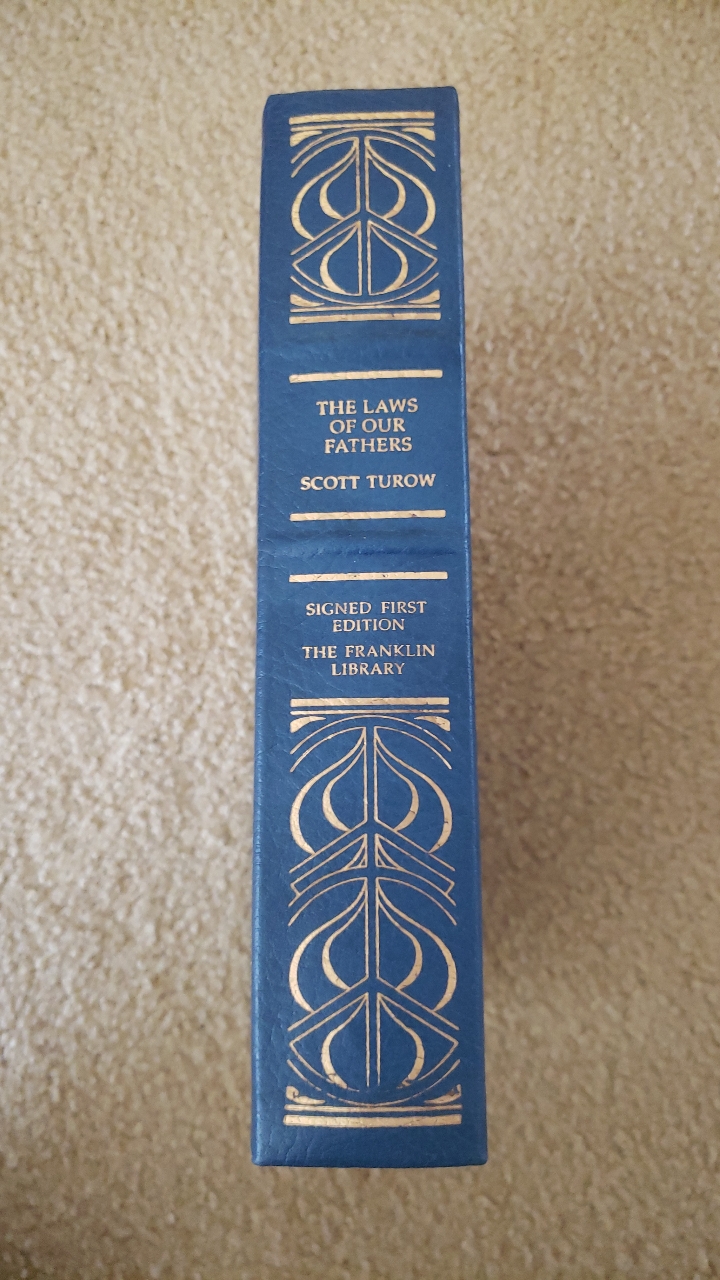 THE LAWS
OF OUR
FATHERS
SCOTT TUROW
SIGNED FIRST
EDITION
THE FRANKLIN
LIBRARY